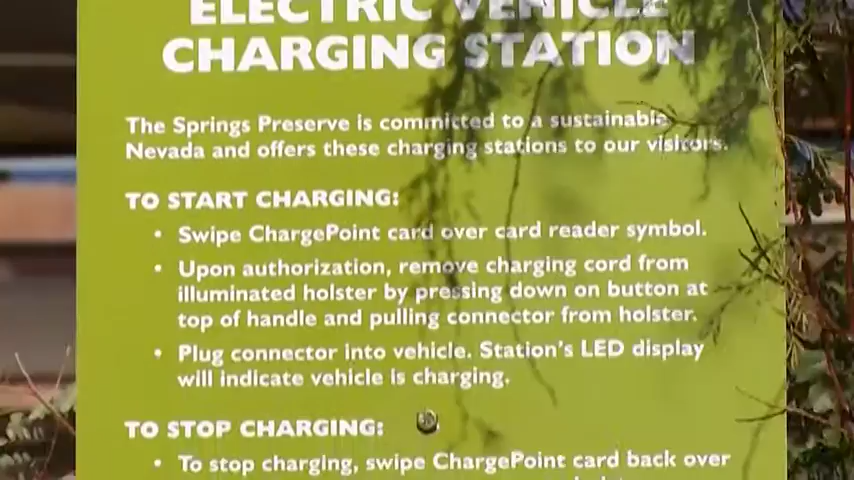 ELECTRIC VEHICLE
CHARGING STATION
The Springs Preserve is committed to a sustainable
Nevada and offers these charging stations to our visitors.
TO START CHARGING:
• Swipe ChargePoint card over card reader symbol.
• Upon authorization, remove charging cord from
illuminated holster by pressing down on button at
top of handle and pulling connector from holster.
• Plug connector into vehicle. Station's LED display
will indicate vehicle is charging.
TO STOP CHARGING:
• To stop charging, swipe ChargePoint card back over